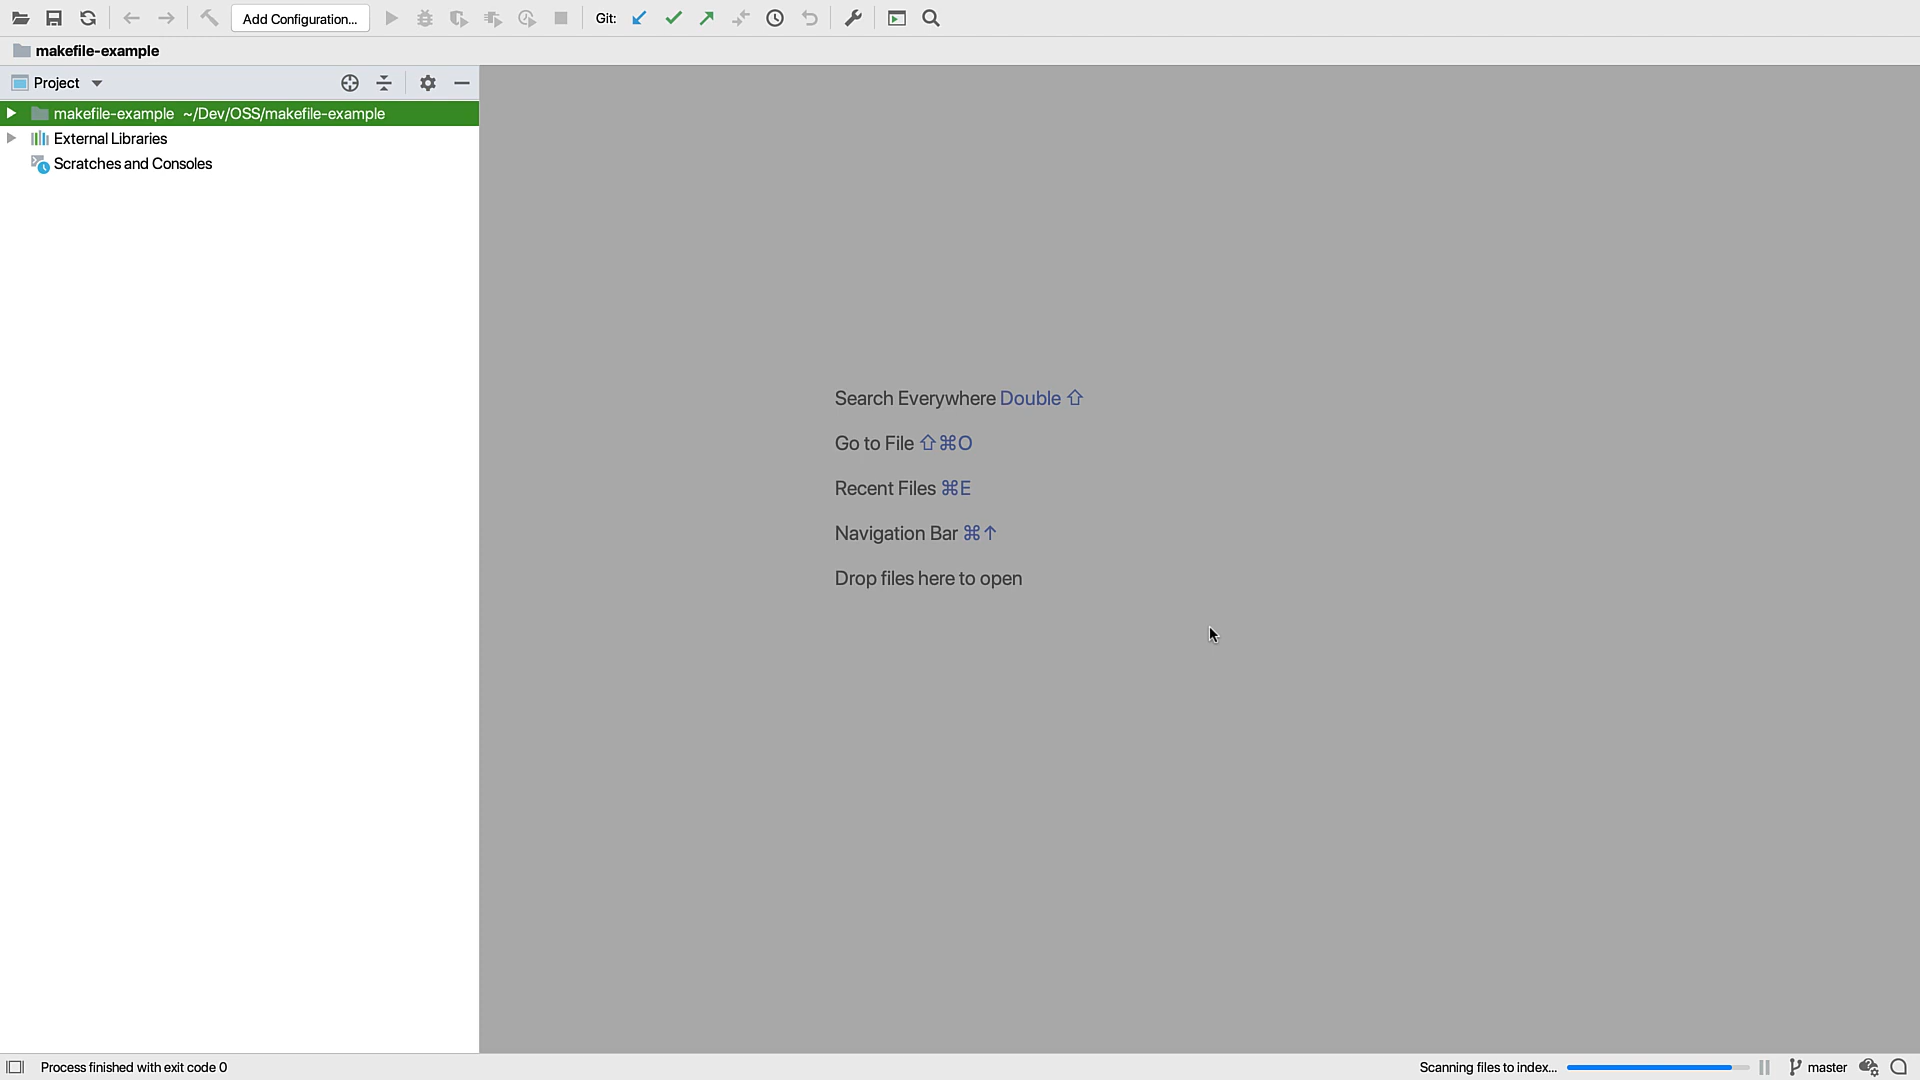 Add Configuration...
Git:
makefile-example
Project
makefile-example ~/Dev/OSS/makefile-example
External Libraries
Scratches and Consoles
Search Everywhere Double ⇧
Go to File ⇧⌘O
Recent Files ⌘E
Navigation Bar ⌘↑
Drop files here to open
Process finished with exit code 0
Scanning files to index...
master